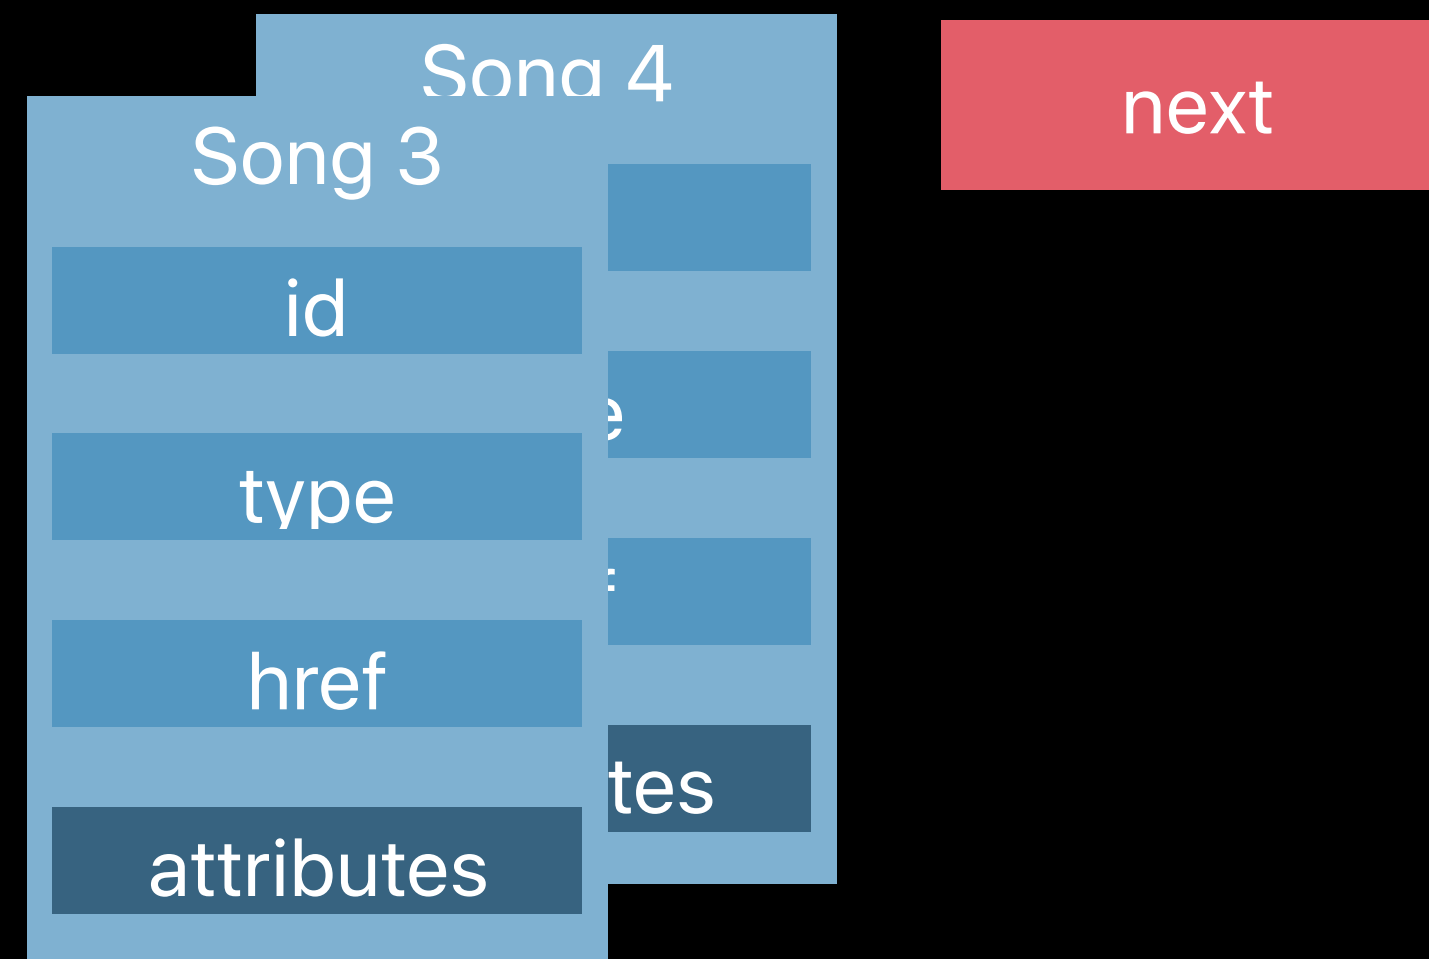 Song 4
next
Song 3
id
type
href
attributes
tes